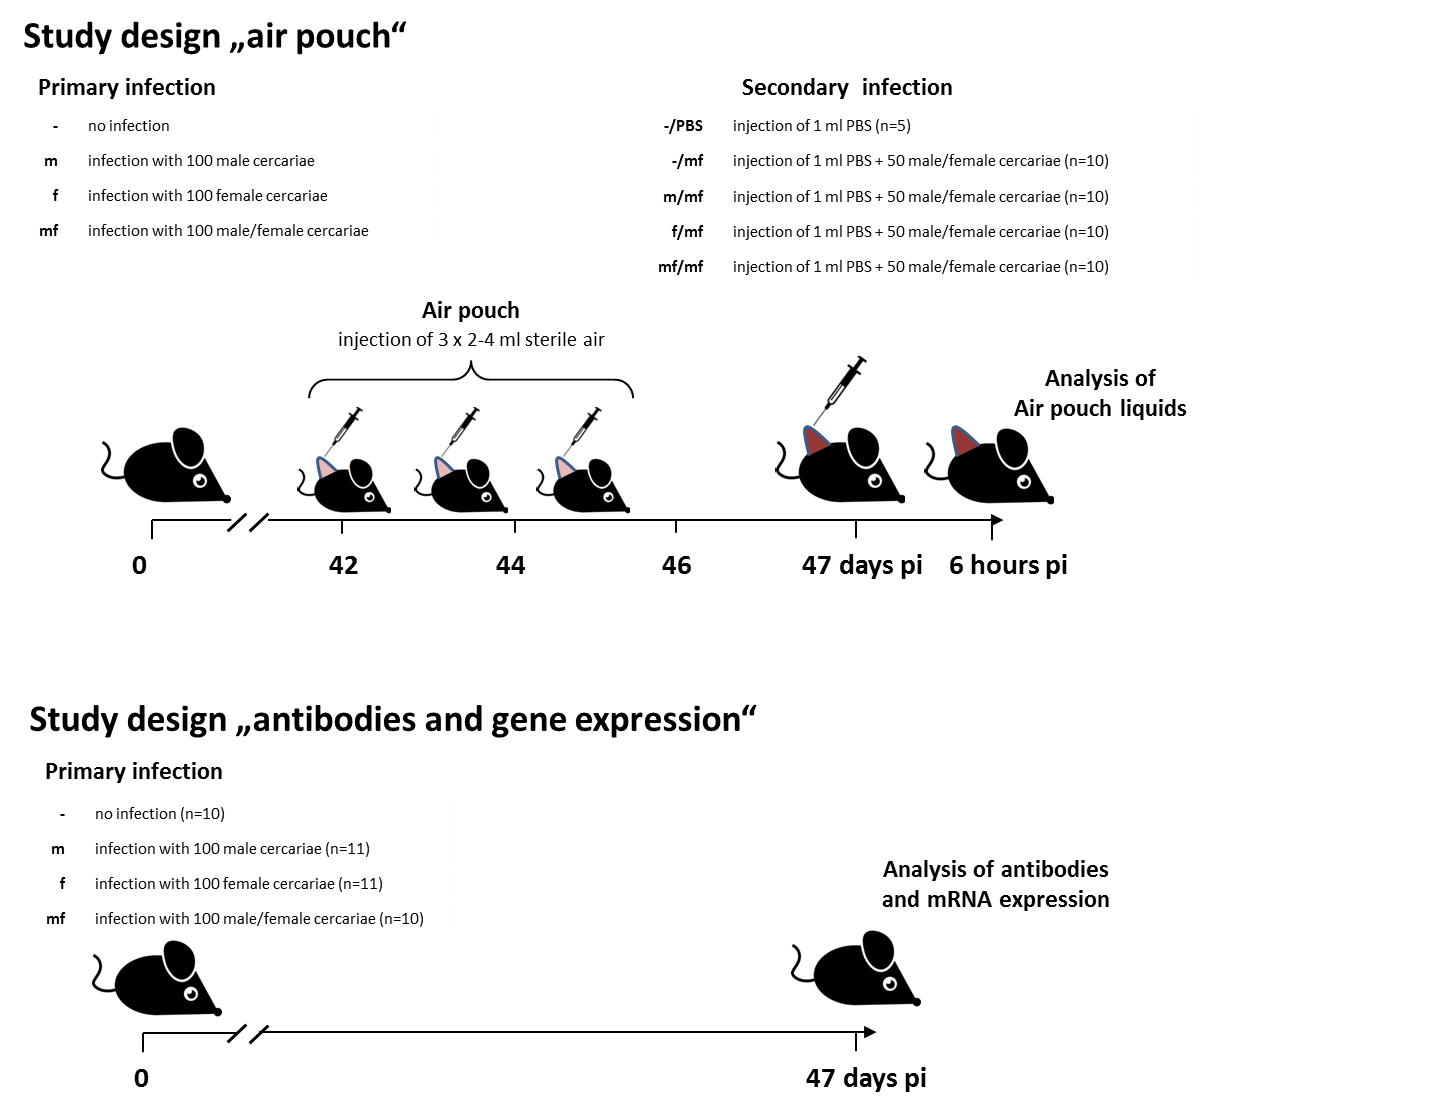 Study design „air pouch“
Primary infection
- no infection
m infection with 100 male cercariae
f infection with 100 female cercariae
mf infection with 100 male/female cercariae
Secondary infection
-/PBS injection of 1 ml PBS (n=5)
-/mf injection of 1 ml PBS + 50 male/female cercariae (n=10)
m/mf injection of 1 ml PBS + 50 male/female cercariae (n=10)
f/mf injection of 1 ml PBS + 50 male/female cercariae (n=10)
mf/mf injection of 1 ml PBS + 50 male/female cercariae (n=10)
Air pouch
injection of 3 x 2-4 ml sterile air
Analysis of
Air pouch liquids
0 42 44 46 47 days pi 6 hours pi
Study design „antibodies and gene expression“
Primary infection
- no infection (n=10)
m infection with 100 male cercariae (n=11)
f infection with 100 female cercariae (n=11)
mf infection with 100 male/female cercariae (n=10)
Analysis of antibodies
and mRNA expression
0 47 days pi